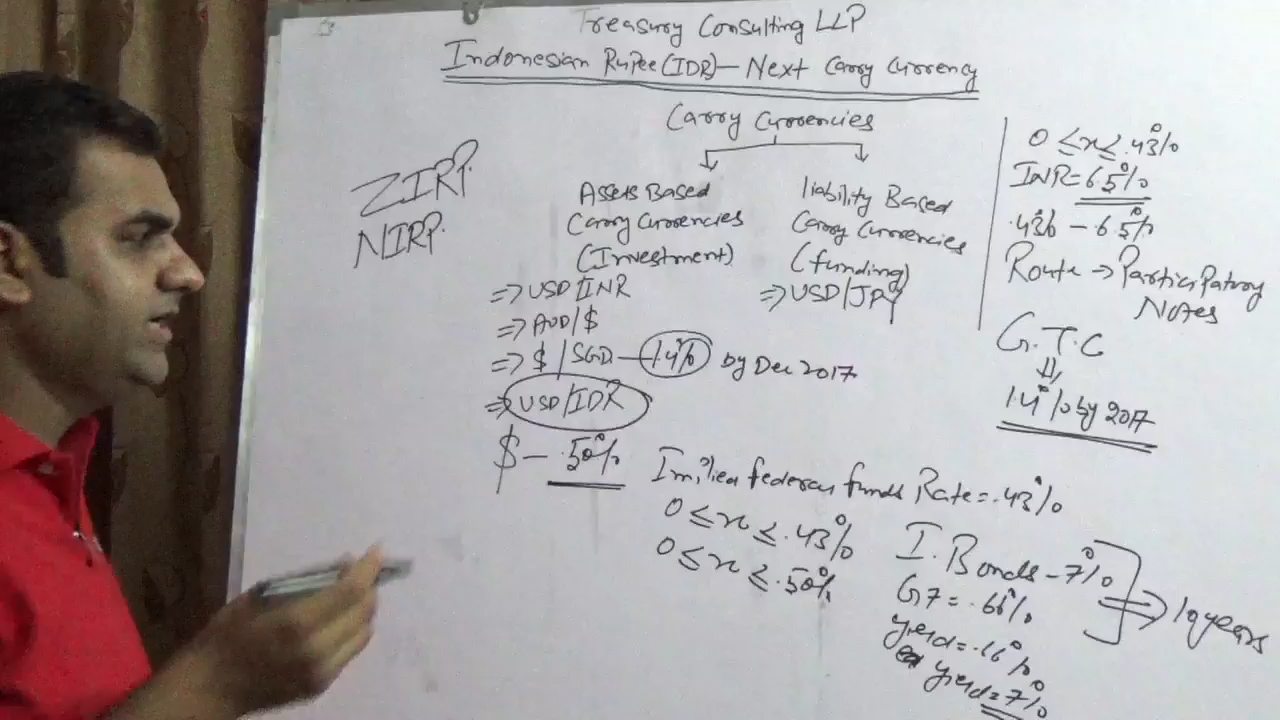 Treasury Consulting LLP
Indonesian Rupee (IDR) – Next Carry Currency
Carry Currencies
ZIRP.
NIRP.
Assets Based
Carry Currencies
(Investment)
⇒ USD/INR
⇒ AUD/$
⇒ $/SGD – 1.4% by Dec 2017
⇒ USD/IDR
$ – .50%
liability Based
Carry Currencies
(funding)
⇒ USD/JPY
0 ≤ x ≤ .43%
INR = 6.5%
.43% – 6.5%
Route → Participatory
Notes
G.T.C
⇓
1.4% by 2017
Implied federal funds Rate = .43%
0 ≤ x ≤ .43%
0 ≤ x ≤ .50%
I. Bonds – 7%
G7 = .66%
yield = .66%
yield = 7%
10 years